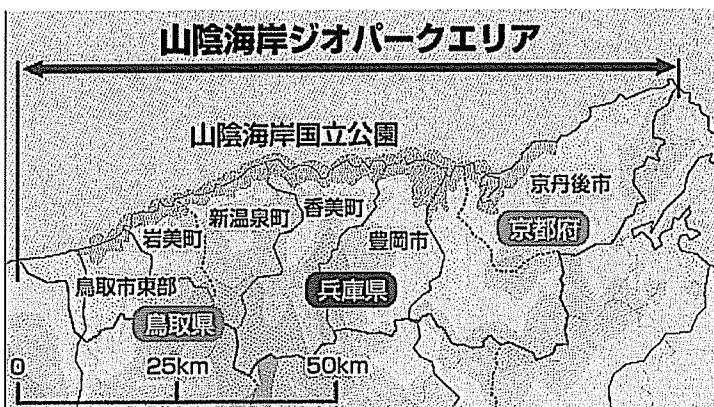 山陰海岸ジオパークエリア
山陰海岸国立公園
京丹後市
香美町
新温泉町
岩美町
京都府
豊岡市
鳥取市東部
兵庫県
鳥取県
0 25km 50km